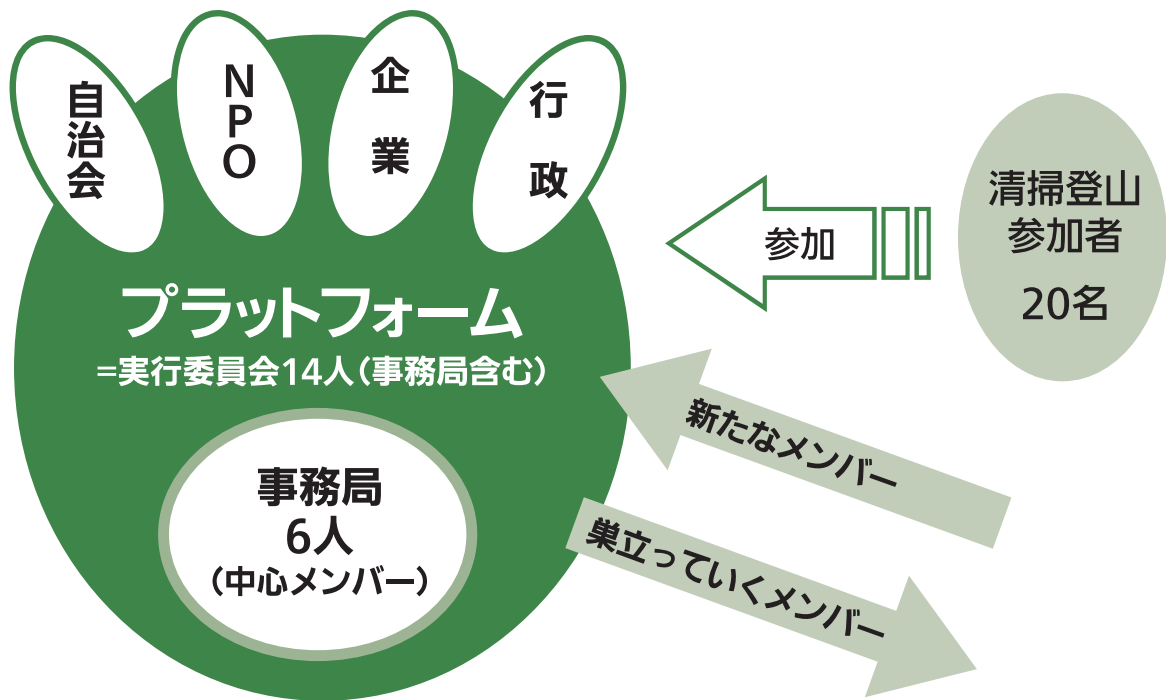 自治会
NPO
企業
行政
プラットフォーム
=実行委員会14人(事務局含む)
事務局
6人
(中心メンバー)
参加
清掃登山
参加者
20名
新たなメンバー
巣立っていくメンバー